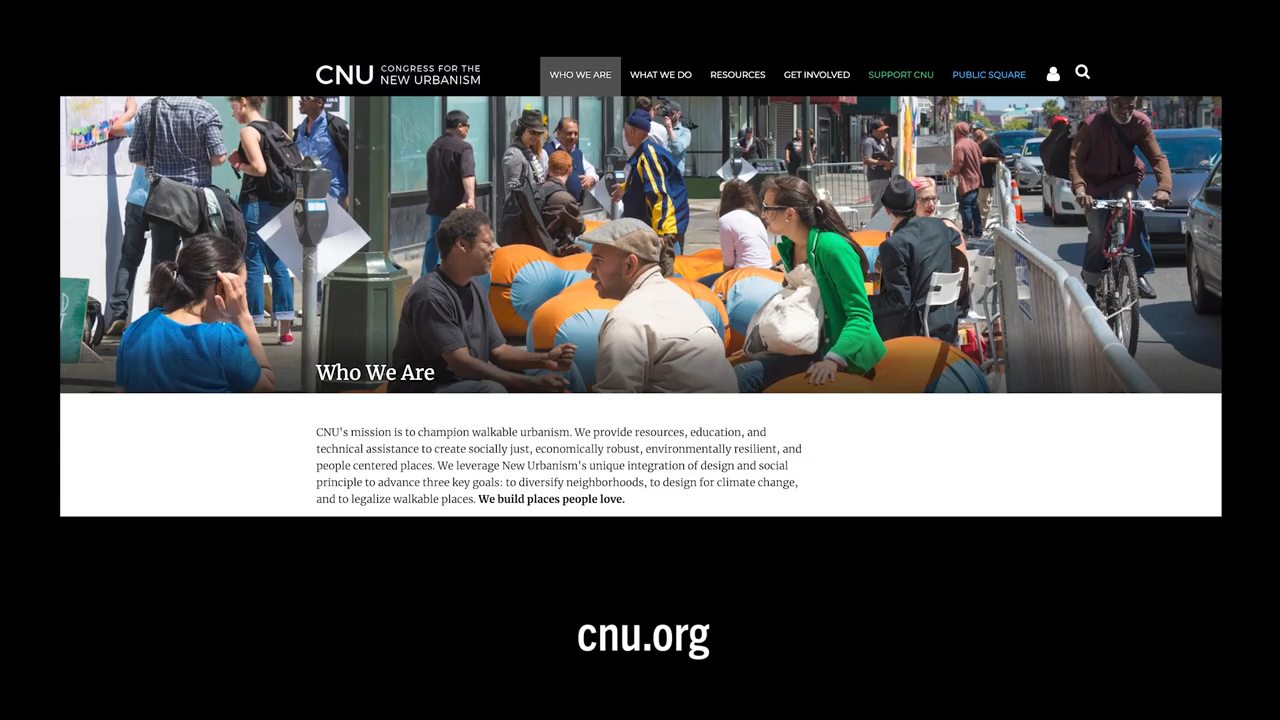 CNU CONGRESS FOR THE
NEW URBANISM
WHO WE ARE WHAT WE DO RESOURCES GET INVOLVED SUPPORT CNU PUBLIC SQUARE
Who We Are
CNU's mission is to champion walkable urbanism. We provide resources, education, and
technical assistance to create socially just, economically robust, environmentally resilient, and
people centered places. We leverage New Urbanism's unique integration of design and social
principle to advance three key goals: to diversify neighborhoods, to design for climate change,
and to legalize walkable places. We build places people love.
cnu.org